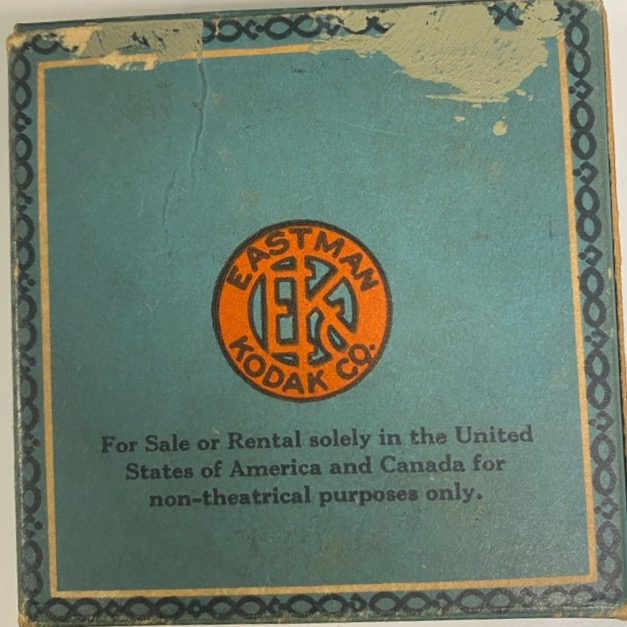 EASTMAN
EK
KODAK CO.
For Sale or Rental solely in the United
States of America and Canada for
non-theatrical purposes only.